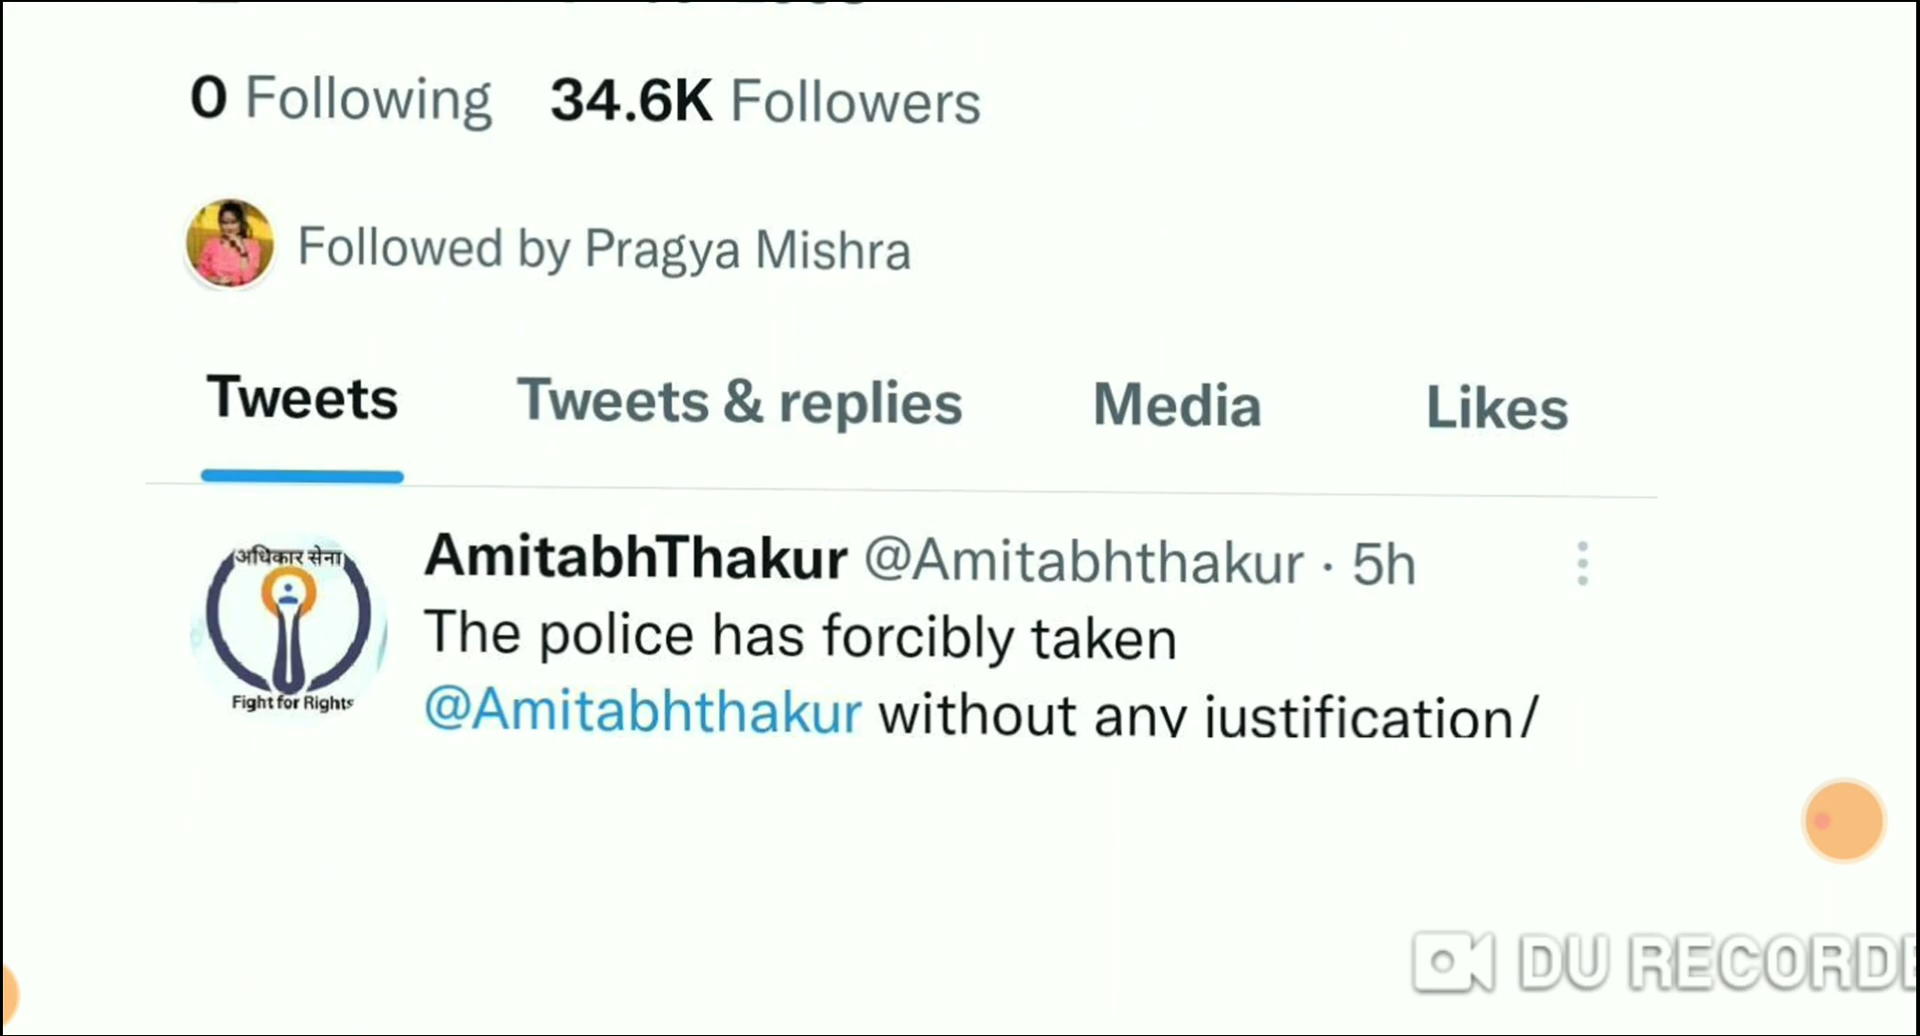 0 Following 34.6K Followers
Followed by Pragya Mishra
Tweets Tweets & replies Media Likes
अधिकार सेना
Fight for Rights
AmitabhThakur @Amitabhthakur · 5h
The police has forcibly taken
@Amitabhthakur without any justification/
DU RECORDE